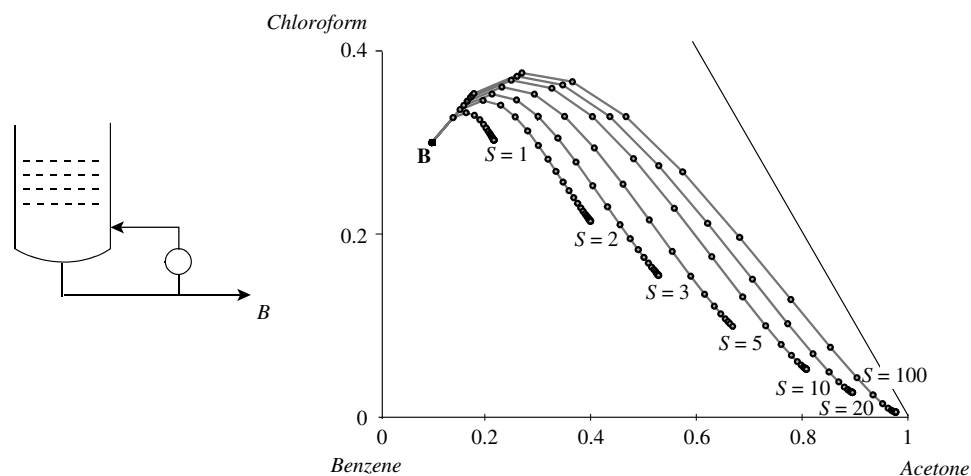 Chloroform
0.4
B
S = 1
0.2
S = 2
S = 3
B
S = 5
S = 100
S = 10
S = 20
0
0
0.2
0.4
0.6
0.8
1
Benzene
Acetone